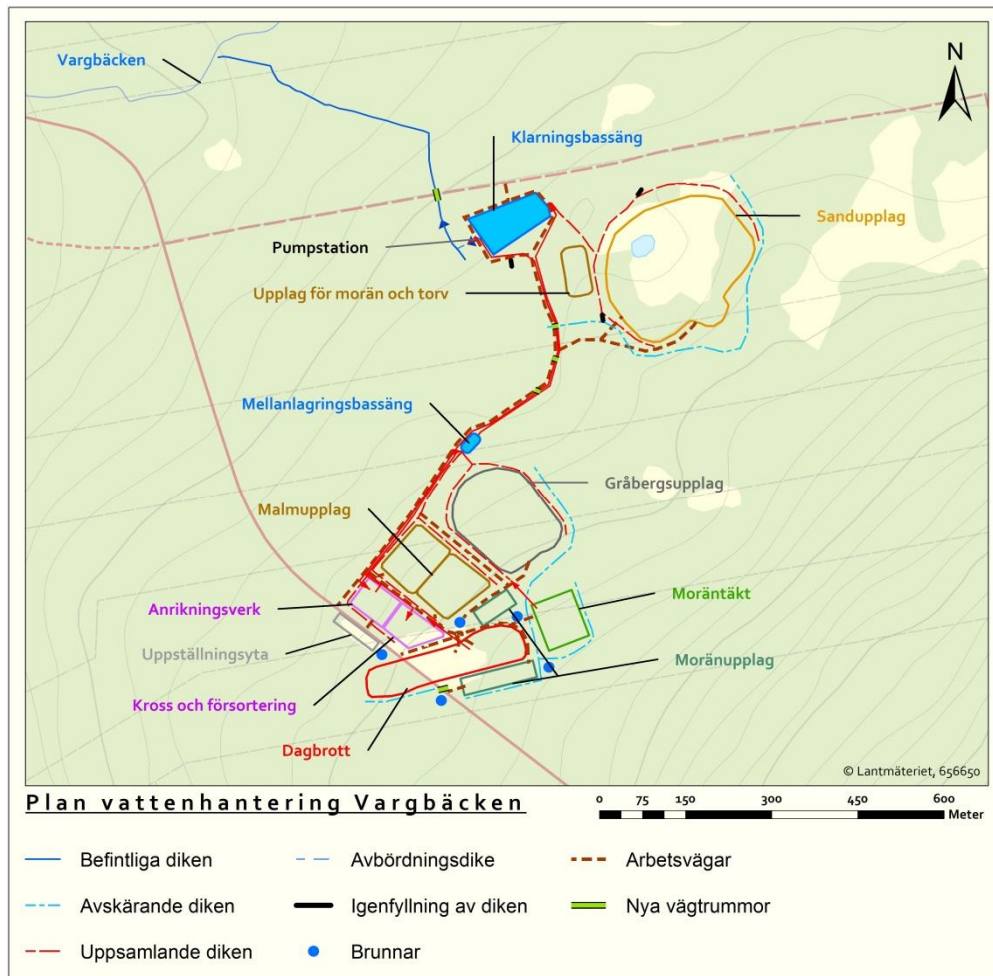 Vargbäcken
N
Klarningsbassäng
Sandupplag
Pumpstation
Upplag för morän och torv
Mellanlagringsbassäng
Gråbergsupplag
Malmupplag
Anrikningsverk
Moräntäkt
Uppställningsyta
Moränupplag
Kross och försortering
Dagbrott
© Lantmäteriet, 656650
Plan vattenhantering Vargbäcken
0 75 150 300 450 600
Meter
Befintliga diken
Avbördningsdike
Arbetsvägar
Avskärande diken
Igenfyllning av diken
Nya vägtrummor
Uppsamlande diken
Brunnar